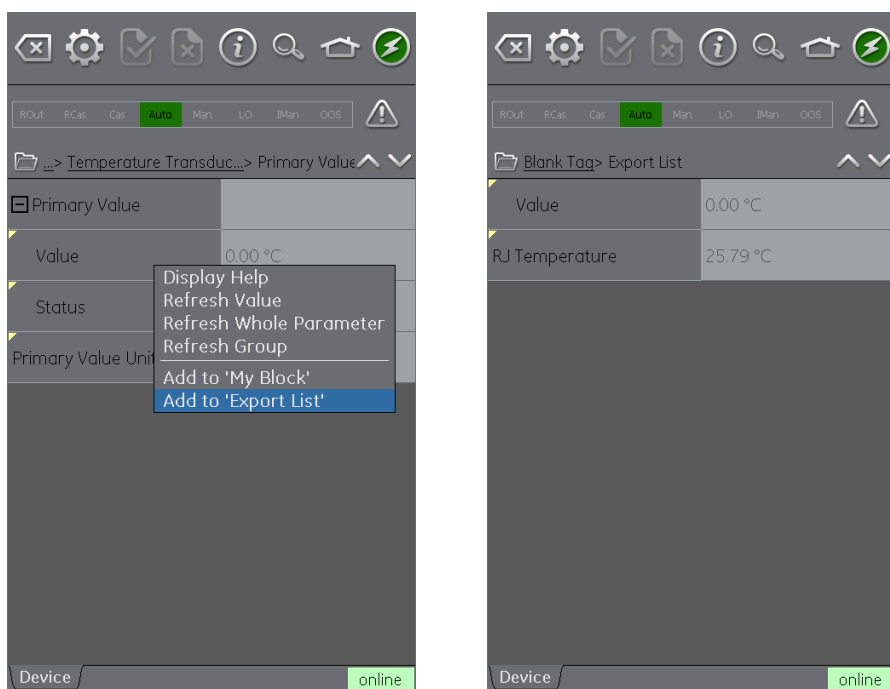 ROut RCas Cas Auto Man LO IMan OOS
...> Temperature Transduc...> Primary Value
Primary Value
Value 0.00 °C
Status
Primary Value Unit
Display Help
Refresh Value
Refresh Whole Parameter
Refresh Group
Add to 'My Block'
Add to 'Export List'
Device online
ROut RCas Cas Auto Man LO IMan OOS
Blank Tag> Export List
Value 0.00 °C
RJ Temperature 25.79 °C
Device online